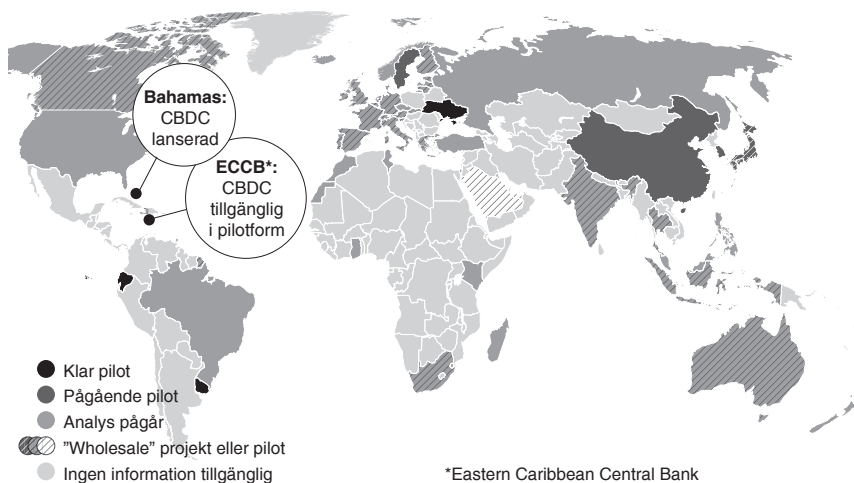 Bahamas:
CBDC
lanserad
ECCB*:
CBDC
tillgänglig
i pilotform
Klar pilot
Pågående pilot
Analys pågår
"Wholesale" projekt eller pilot
Ingen information tillgänglig
*Eastern Caribbean Central Bank